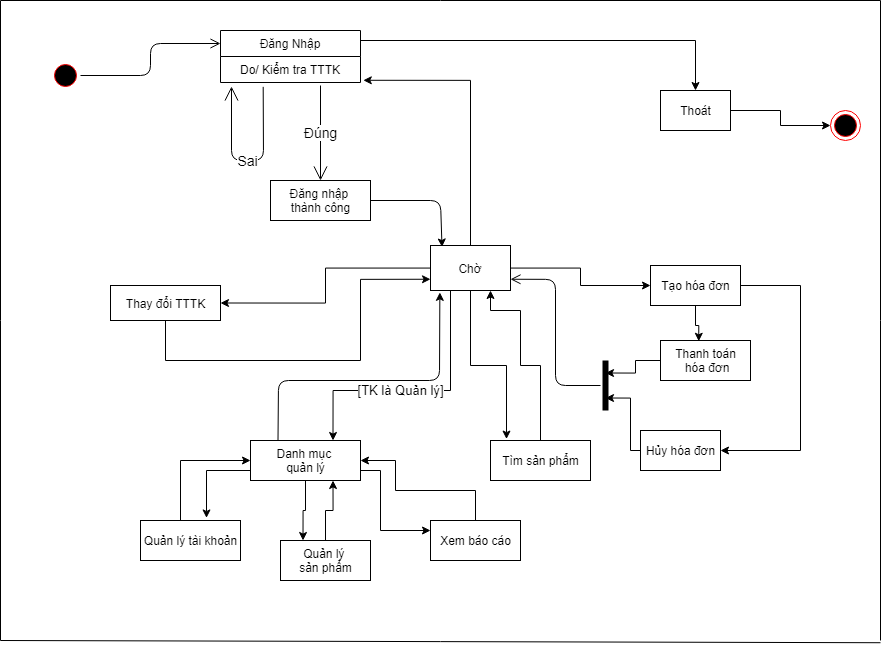 Đăng Nhập
Do/ Kiểm tra TTTK
Thoát
Đúng
Sai
Đăng nhập
thành công
Chờ
Tạo hóa đơn
Thay đổi TTTK
Thanh toán
hóa đơn
[TK là Quản lý]
Danh mục
quản lý
Tìm sản phẩm
Hủy hóa đơn
Quản lý tài khoản
Quản lý
sản phẩm
Xem báo cáo